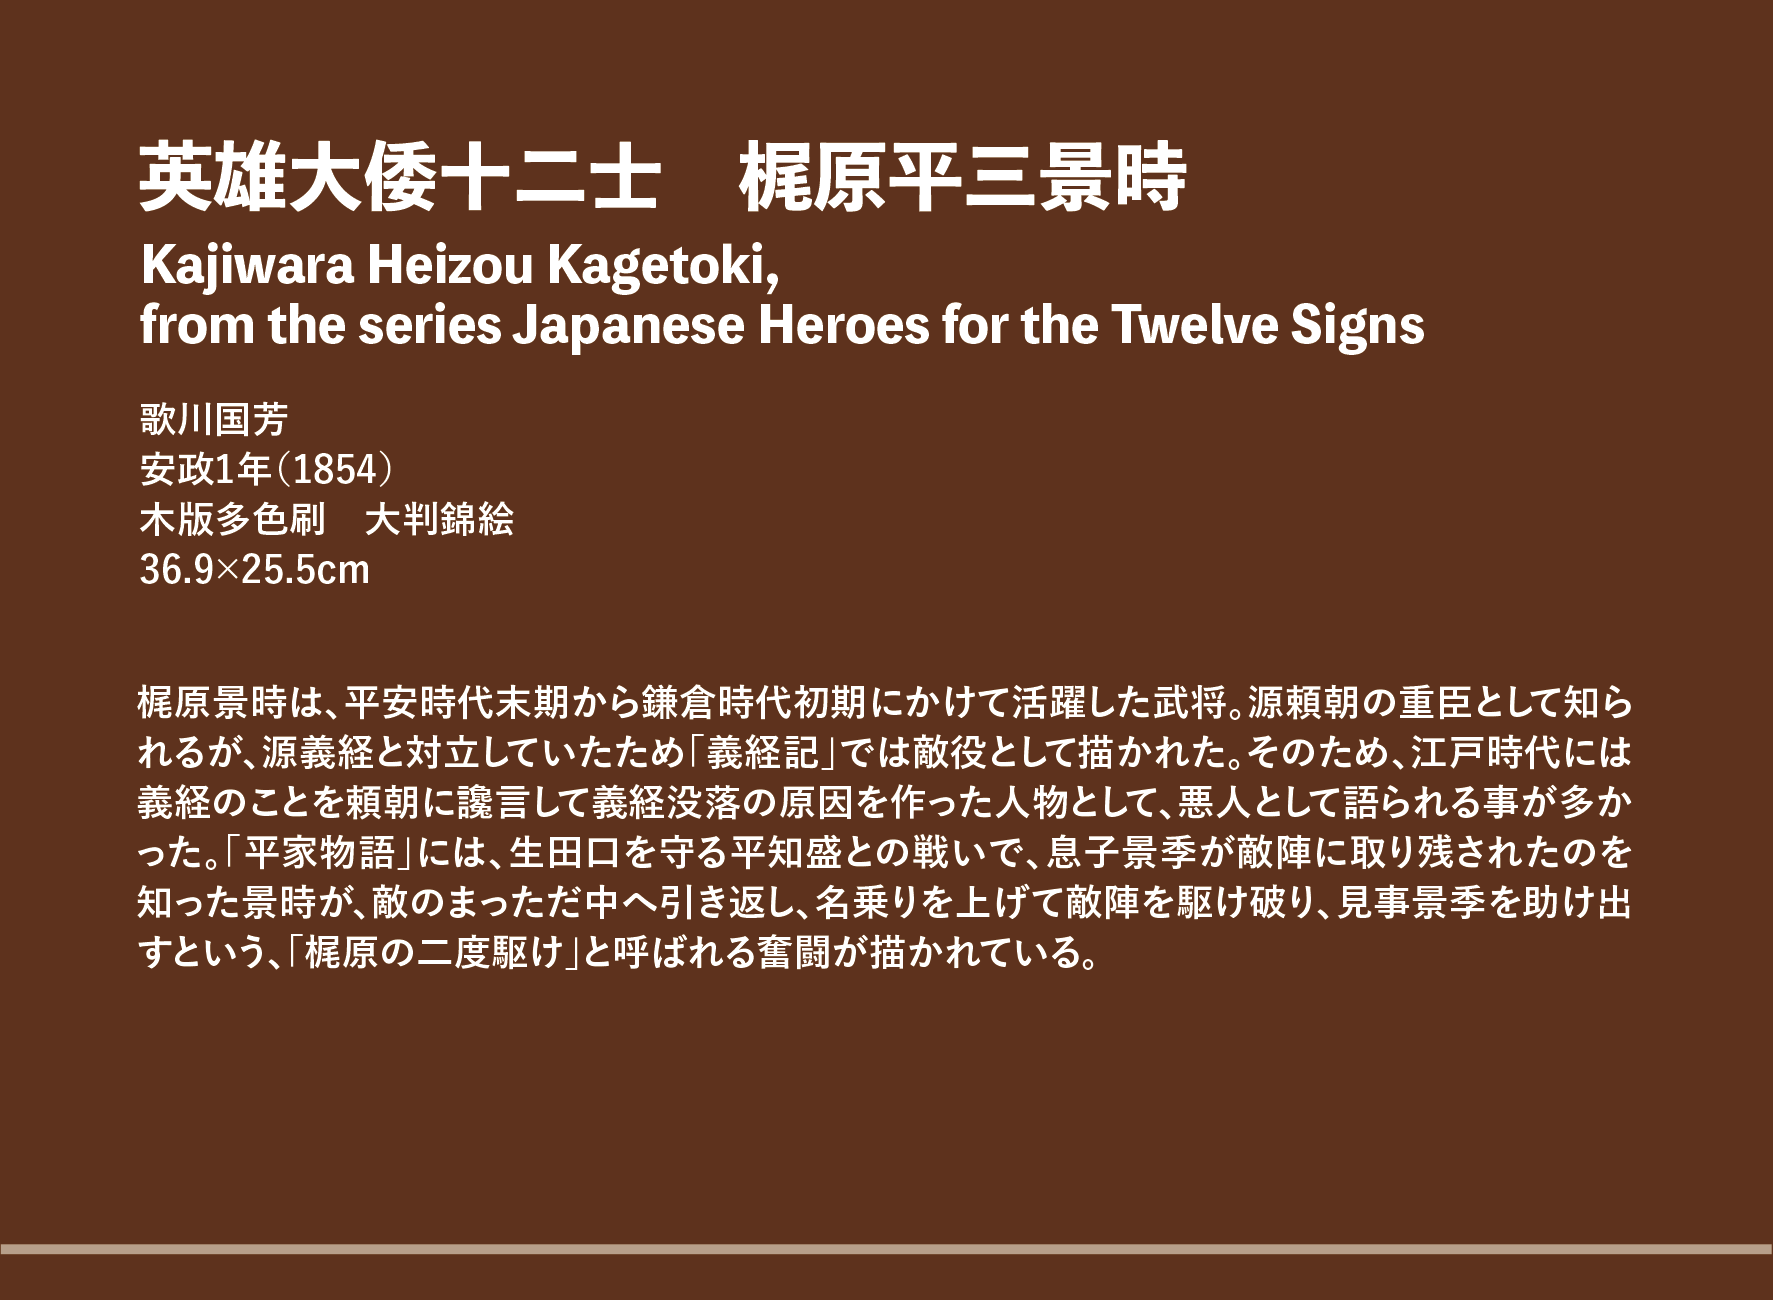 英雄大倭十二士　梶原平三景時
Kajiwara Heizou Kagetoki,
from the series Japanese Heroes for the Twelve Signs
歌川国芳
安政1年（1854）
木版多色刷　大判錦絵
36.9×25.5cm
梶原景時は、平安時代末期から鎌倉時代初期にかけて活躍した武将。源頼朝の重臣として知ら
れるが、源義経と対立していたため「義経記」では敵役として描かれた。そのため、江戸時代には
義経のことを頼朝に讒言して義経没落の原因を作った人物として、悪人として語られる事が多か
った。「平家物語」には、生田口を守る平知盛との戦いで、息子景季が敵陣に取り残されたのを
知った景時が、敵のまっただ中へ引き返し、名乗りを上げて敵陣を駆け破り、見事景季を助け出
すという、「梶原の二度駆け」と呼ばれる奮闘が描かれている。